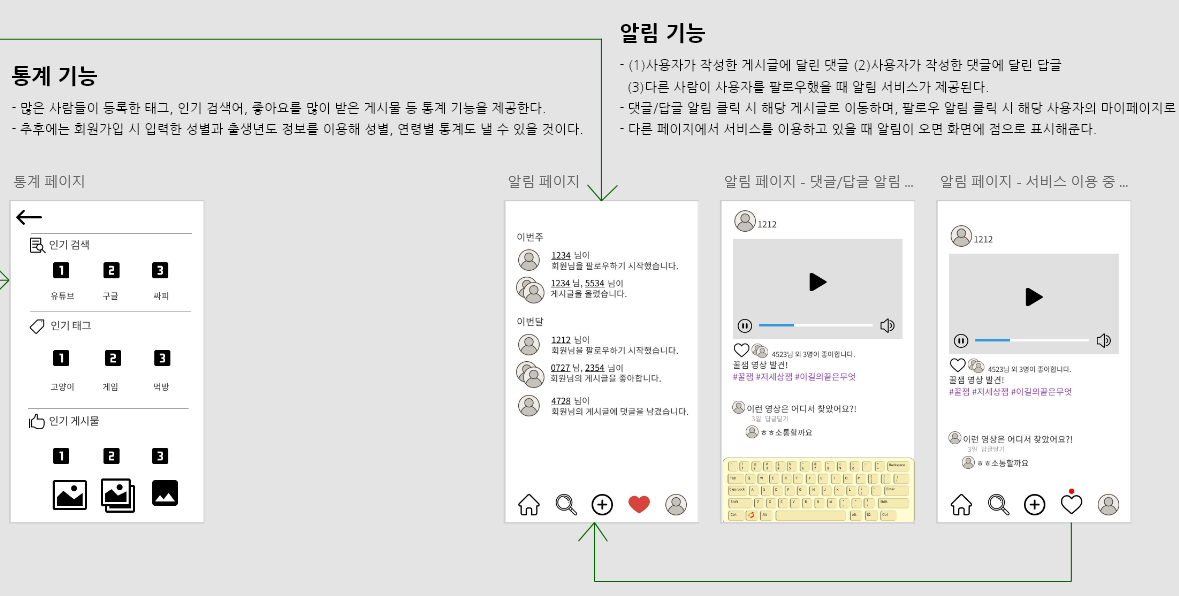 통계 기능
- 많은 사람들이 등록한 태그, 인기 검색어, 좋아요를 많이 받은 게시물 등 통계 기능을 제공한다.
- 추후에는 회원가입 시 입력한 성별과 출생년도 정보를 이용해 성별, 연령별 통계도 낼 수 있을 것이다.
알림 기능
- (1)사용자가 작성한 게시글에 달린 댓글 (2)사용자가 작성한 댓글에 달린 답글
(3)다른 사람이 사용자를 팔로우했을 때 알림 서비스가 제공된다.
- 댓글/답글 알림 클릭 시 해당 게시글로 이동하며, 팔로우 알림 클릭 시 해당 사용자의 마이페이지로
- 다른 페이지에서 서비스를 이용하고 있을 때 알림이 오면 화면에 점으로 표시해준다.
통계 페이지
인기 검색
1 2 3
유튜브 구글 싸피
인기 태그
1 2 3
고양이 게임 먹방
인기 게시물
1 2 3
알림 페이지
이번주
1234 님이
회원님을 팔로우하기 시작했습니다.
1234 님, 5534 님이
게시글을 올렸습니다.
이번달
1212 님이
회원님을 팔로우하기 시작했습니다.
0727 님, 2354 님이
회원님의 게시글을 좋아합니다.
4728 님이
회원님의 게시글에 댓글을 남겼습니다.
알림 페이지 - 댓글/답글 알림 ...
1212
4523님 외 3명이 좋아합니다.
꿀잼 영상 발견!
#꿀잼 #저세상잼 #이길의끝은무엇
이런 영상은 어디서 찾았어요?!
3일 답글달기
ㅎㅎ소통할까요
알림 페이지 - 서비스 이용 중 ...
1212
4523님 외 3명이 좋아합니다.
꿀잼 영상 발견!
#꿀잼 #저세상잼 #이길의끝은무엇
이런 영상은 어디서 찾았어요?!
3일 답글달기
ㅎㅎ소통할까요